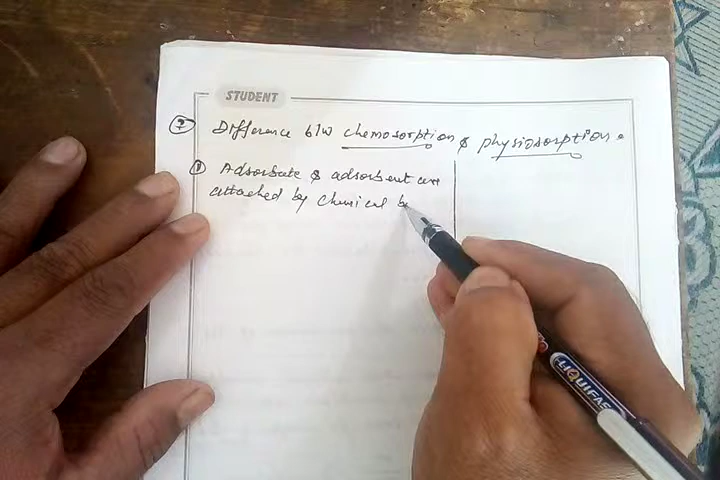 STUDENT
7 Difference b/w chemosorption & physiosorption.
① Adsorbate & adsorbent are
attached by chemical b
LIQUIFAS